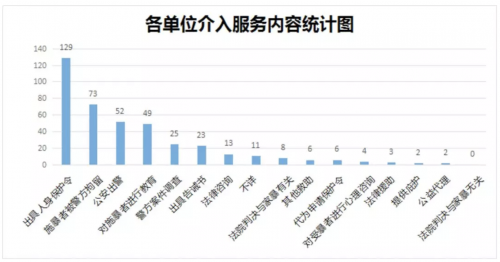 各单位介入服务内容统计图
140
120
100
80
60
40
20
0
129
73
52
49
25
23
13
11
8
6
6
4
3
2
2
0
出具人身保护令
施暴者被警方拘留
公安出警
对施暴者进行教育
警方案件调查
出具告诫书
法律咨询
不详
法院判决与家暴有关
其他救助
代为申请保护令
对受暴者进行心理咨询
法律援助
提供庇护
公益代理
法院判决与家暴无关